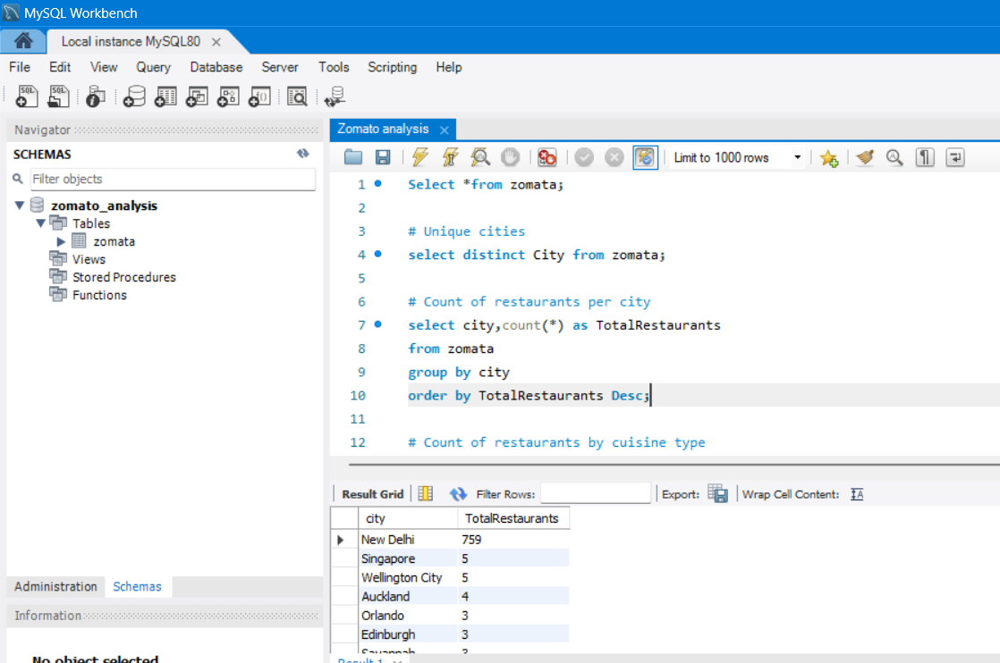 MySQL Workbench
Local instance MySQL80
File Edit View Query Database Server Tools Scripting Help
Navigator
SCHEMAS
Filter objects
zomato_analysis
Tables
zomata
Views
Stored Procedures
Functions
Administration Schemas
Information
No object selected
Zomato analysis
Limit to 1000 rows
1 Select *from zomata;
2
3 # Unique cities
4 select distinct City from zomata;
5
6 # Count of restaurants per city
7 select city,count(*) as TotalRestaurants
8 from zomata
9 group by city
10 order by TotalRestaurants Desc;
11
12 # Count of restaurants by cuisine type
Result Grid Filter Rows: Export: Wrap Cell Content:
city TotalRestaurants
New Delhi 759
Singapore 5
Wellington City 5
Auckland 4
Orlando 3
Edinburgh 3
Savannah 3
Result 1